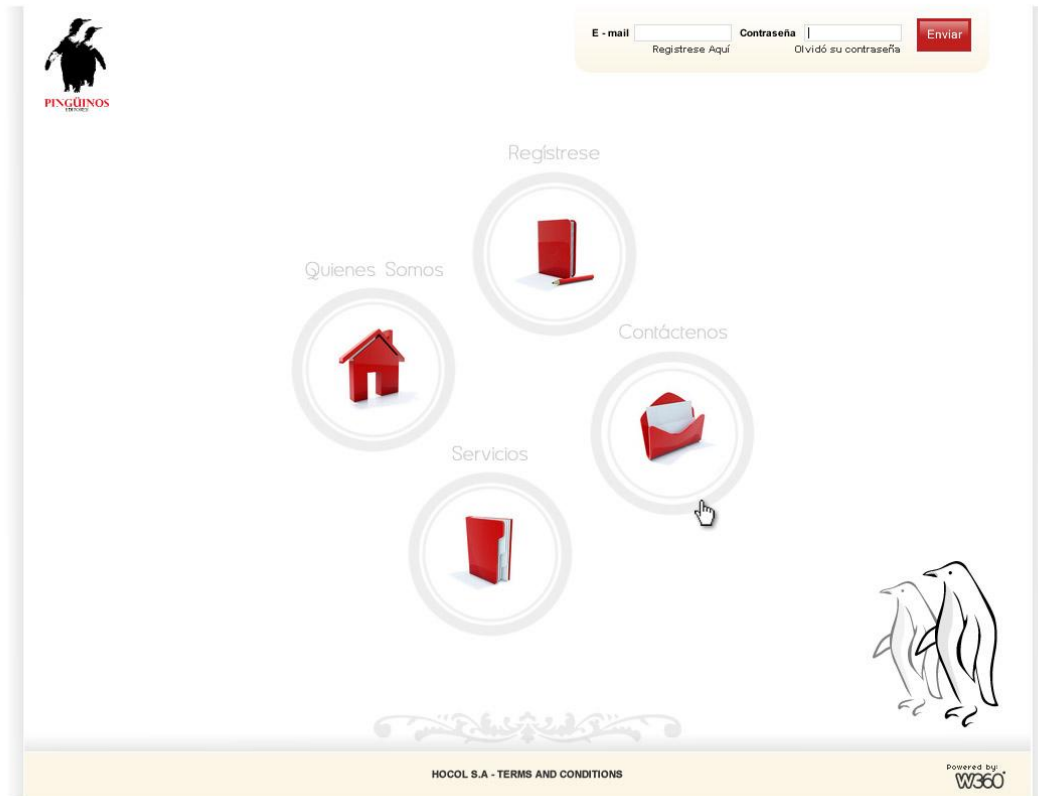 E - mail
Contraseña
Enviar
Registrese Aquí
Olvidó su contraseña
PINGÜINOS
Regístrese
Quienes Somos
Contáctenos
Servicios
HOCOL S.A - TERMS AND CONDITIONS
Powered by:
W360°